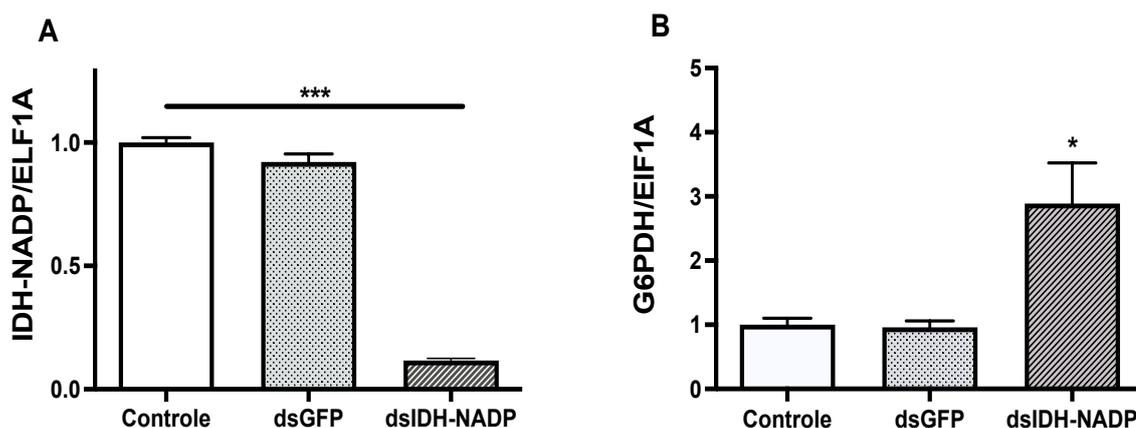 A
IDH-NADP/ELF1A
1.0
0.5
0.0
***
Controle
dsGFP
dsIDH-NADP
B
G6PDH/EIF1A
5
4
3
2
1
0
*
Controle
dsGFP
dsIDH-NADP